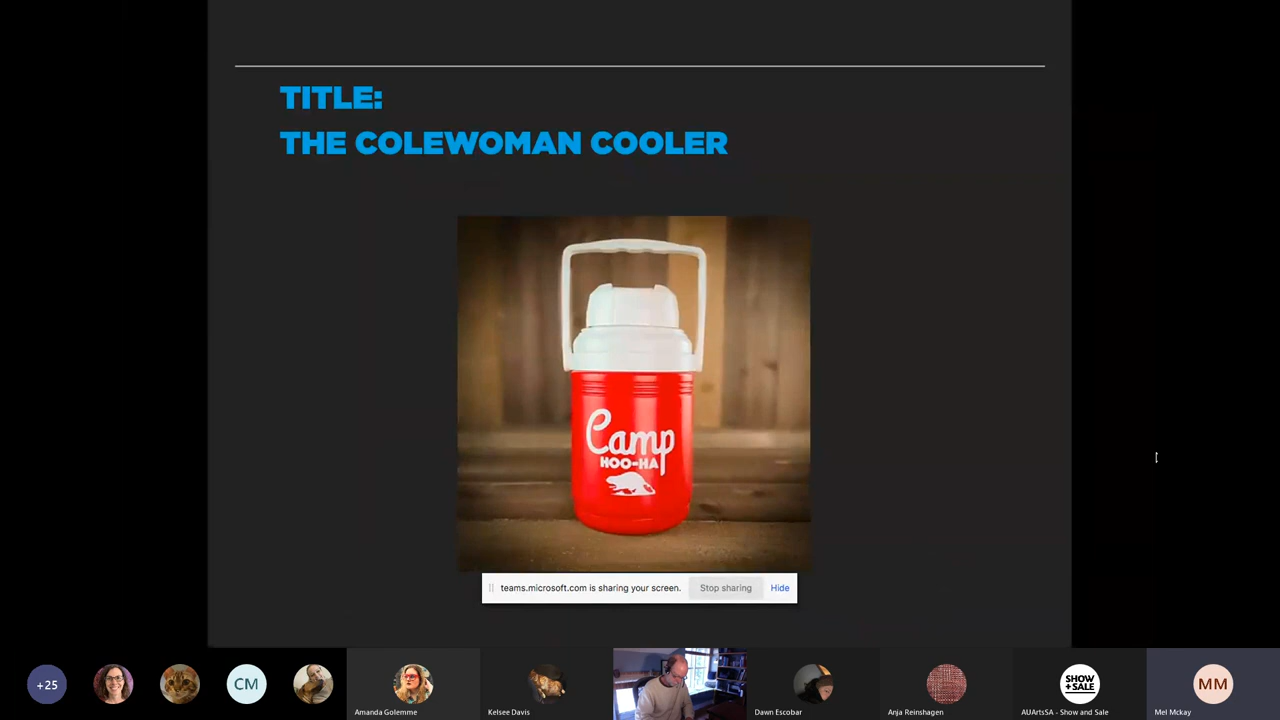 TITLE:
THE COLEWOMAN COOLER
Camp
HOO-HA
teams.microsoft.com is sharing your screen.
Stop sharing
Hide
+25
CM
SHOW
+SALE
MM
Amanda Golemme
Kelsee Davis
Dawn Escobar
Anja Reinshagen
AUArtsSA - Show and Sale
Mel Mckay